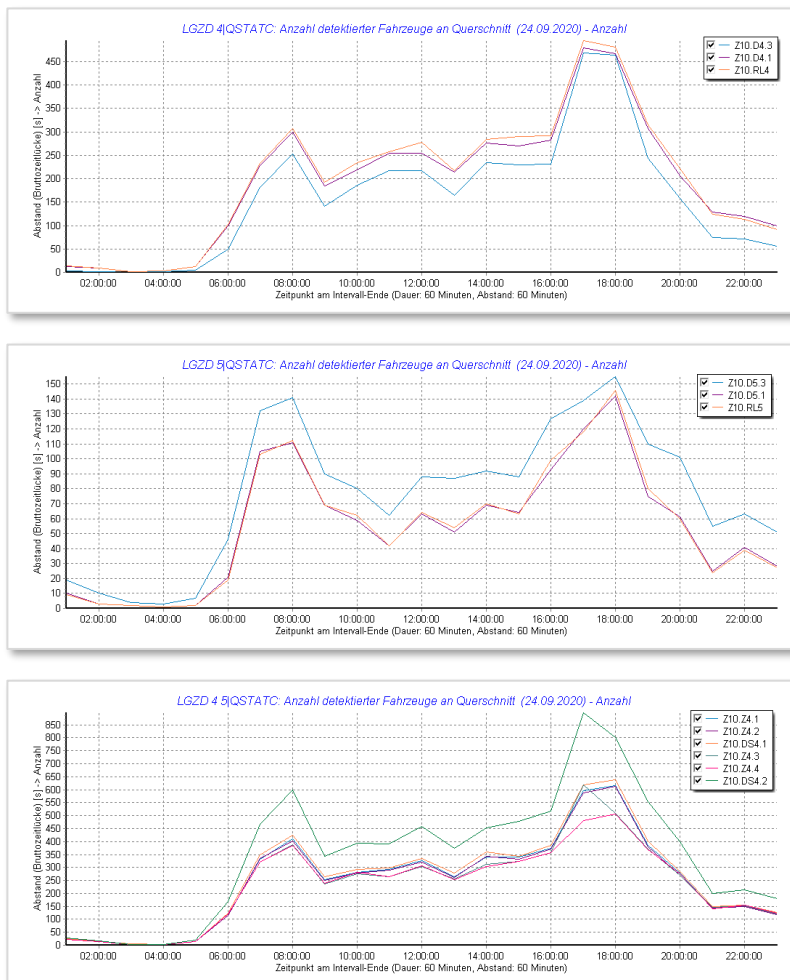 LGZD 4|QSTATC: Anzahl detektierter Fahrzeuge an Querschnitt (24.09.2020) - Anzahl
Abstand (Bruttozeitlücke) [s] -> Anzahl
450
400
350
300
250
200
150
100
50
0
Z10.D4.3
Z10.D4.1
Z10.RL4
02:00:00 04:00:00 06:00:00 08:00:00 10:00:00 12:00:00 14:00:00 16:00:00 18:00:00 20:00:00 22:00:00
Zeitpunkt am Intervall-Ende (Dauer: 60 Minuten, Abstand: 60 Minuten)
LGZD 5|QSTATC: Anzahl detektierter Fahrzeuge an Querschnitt (24.09.2020) - Anzahl
Abstand (Bruttozeitlücke) [s] -> Anzahl
150
140
130
120
110
100
90
80
70
60
50
40
30
20
10
0
Z10.D5.3
Z10.D5.1
Z10.RL5
02:00:00 04:00:00 06:00:00 08:00:00 10:00:00 12:00:00 14:00:00 16:00:00 18:00:00 20:00:00 22:00:00
Zeitpunkt am Intervall-Ende (Dauer: 60 Minuten, Abstand: 60 Minuten)
LGZD 4 5|QSTATC: Anzahl detektierter Fahrzeuge an Querschnitt (24.09.2020) - Anzahl
Abstand (Bruttozeitlücke) [s] -> Anzahl
850
800
750
700
650
600
550
500
450
400
350
300
250
200
150
100
50
0
Z10.Z4.1
Z10.Z4.2
Z10.DS4.1
Z10.Z4.3
Z10.Z4.4
Z10.DS4.2
02:00:00 04:00:00 06:00:00 08:00:00 10:00:00 12:00:00 14:00:00 16:00:00 18:00:00 20:00:00 22:00:00
Zeitpunkt am Intervall-Ende (Dauer: 60 Minuten, Abstand: 60 Minuten)